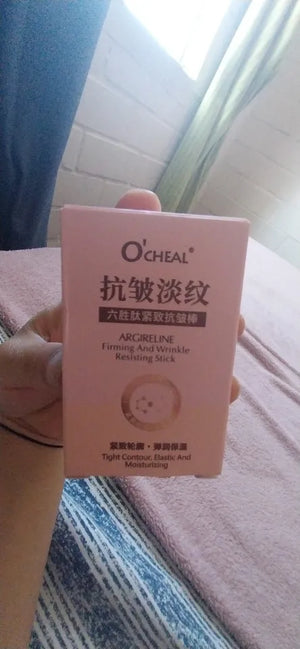 O'CHEAL®
抗皱淡纹
六胜肽紧致抗皱棒
ARGIRELINE
Firming And Wrinkle
Resisting Stick
紧致轮廓·弹润保濕
Tight Contour, Elastic And
Moisturizing